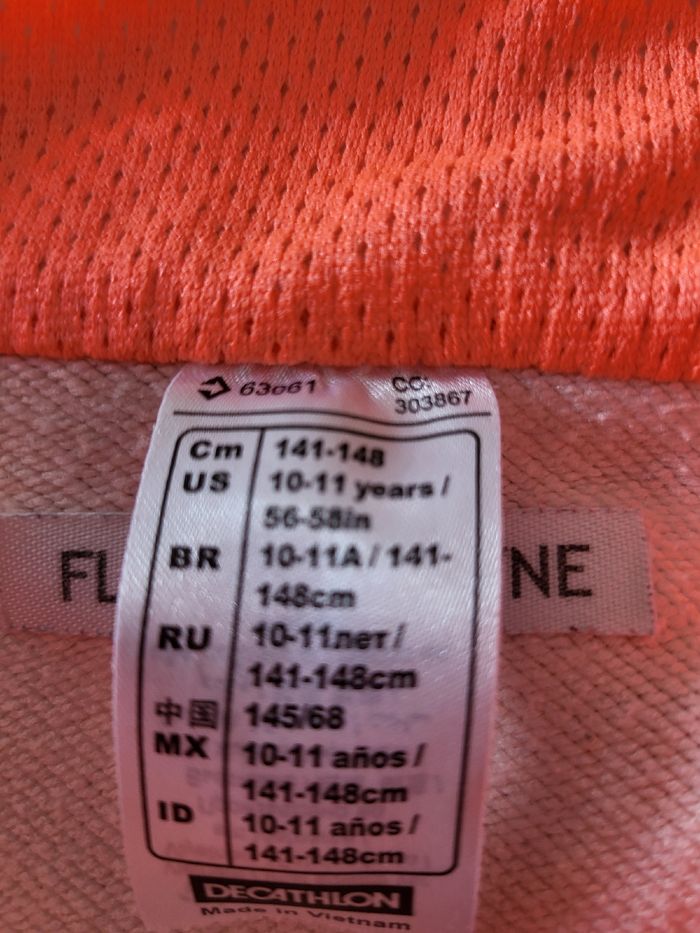 63c61
CC:
303867
Cm 141-148
US 10-11 years /
56-58in
BR 10-11A / 141-
148cm
RU 10-11лет /
141-148cm
中国 145/68
MX 10-11 años /
141-148cm
ID 10-11 años /
141-148cm
DECATHLON
Made in Vietnam
FL
NE